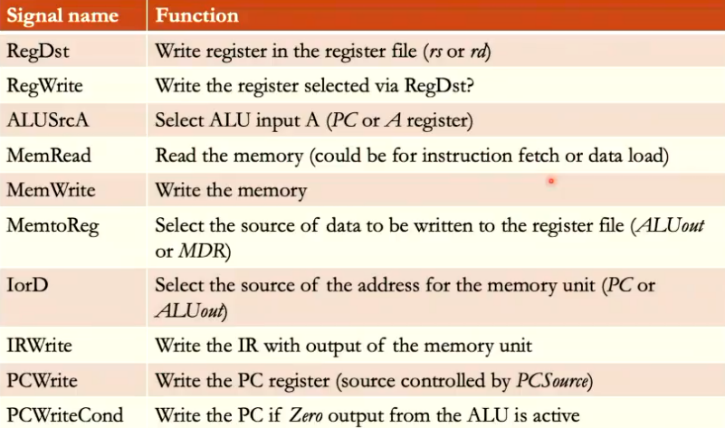 Signal name Function
RegDst Write register in the register file (rs or rd)
RegWrite Write the register selected via RegDst?
ALUSrcA Select ALU input A (PC or A register)
MemRead Read the memory (could be for instruction fetch or data load)
MemWrite Write the memory
MemtoReg Select the source of data to be written to the register file (ALUout
or MDR)
IorD Select the source of the address for the memory unit (PC or
ALUout)
IRWrite Write the IR with output of the memory unit
PCWrite Write the PC register (source controlled by PCSource)
PCWriteCond Write the PC if Zero output from the ALU is active